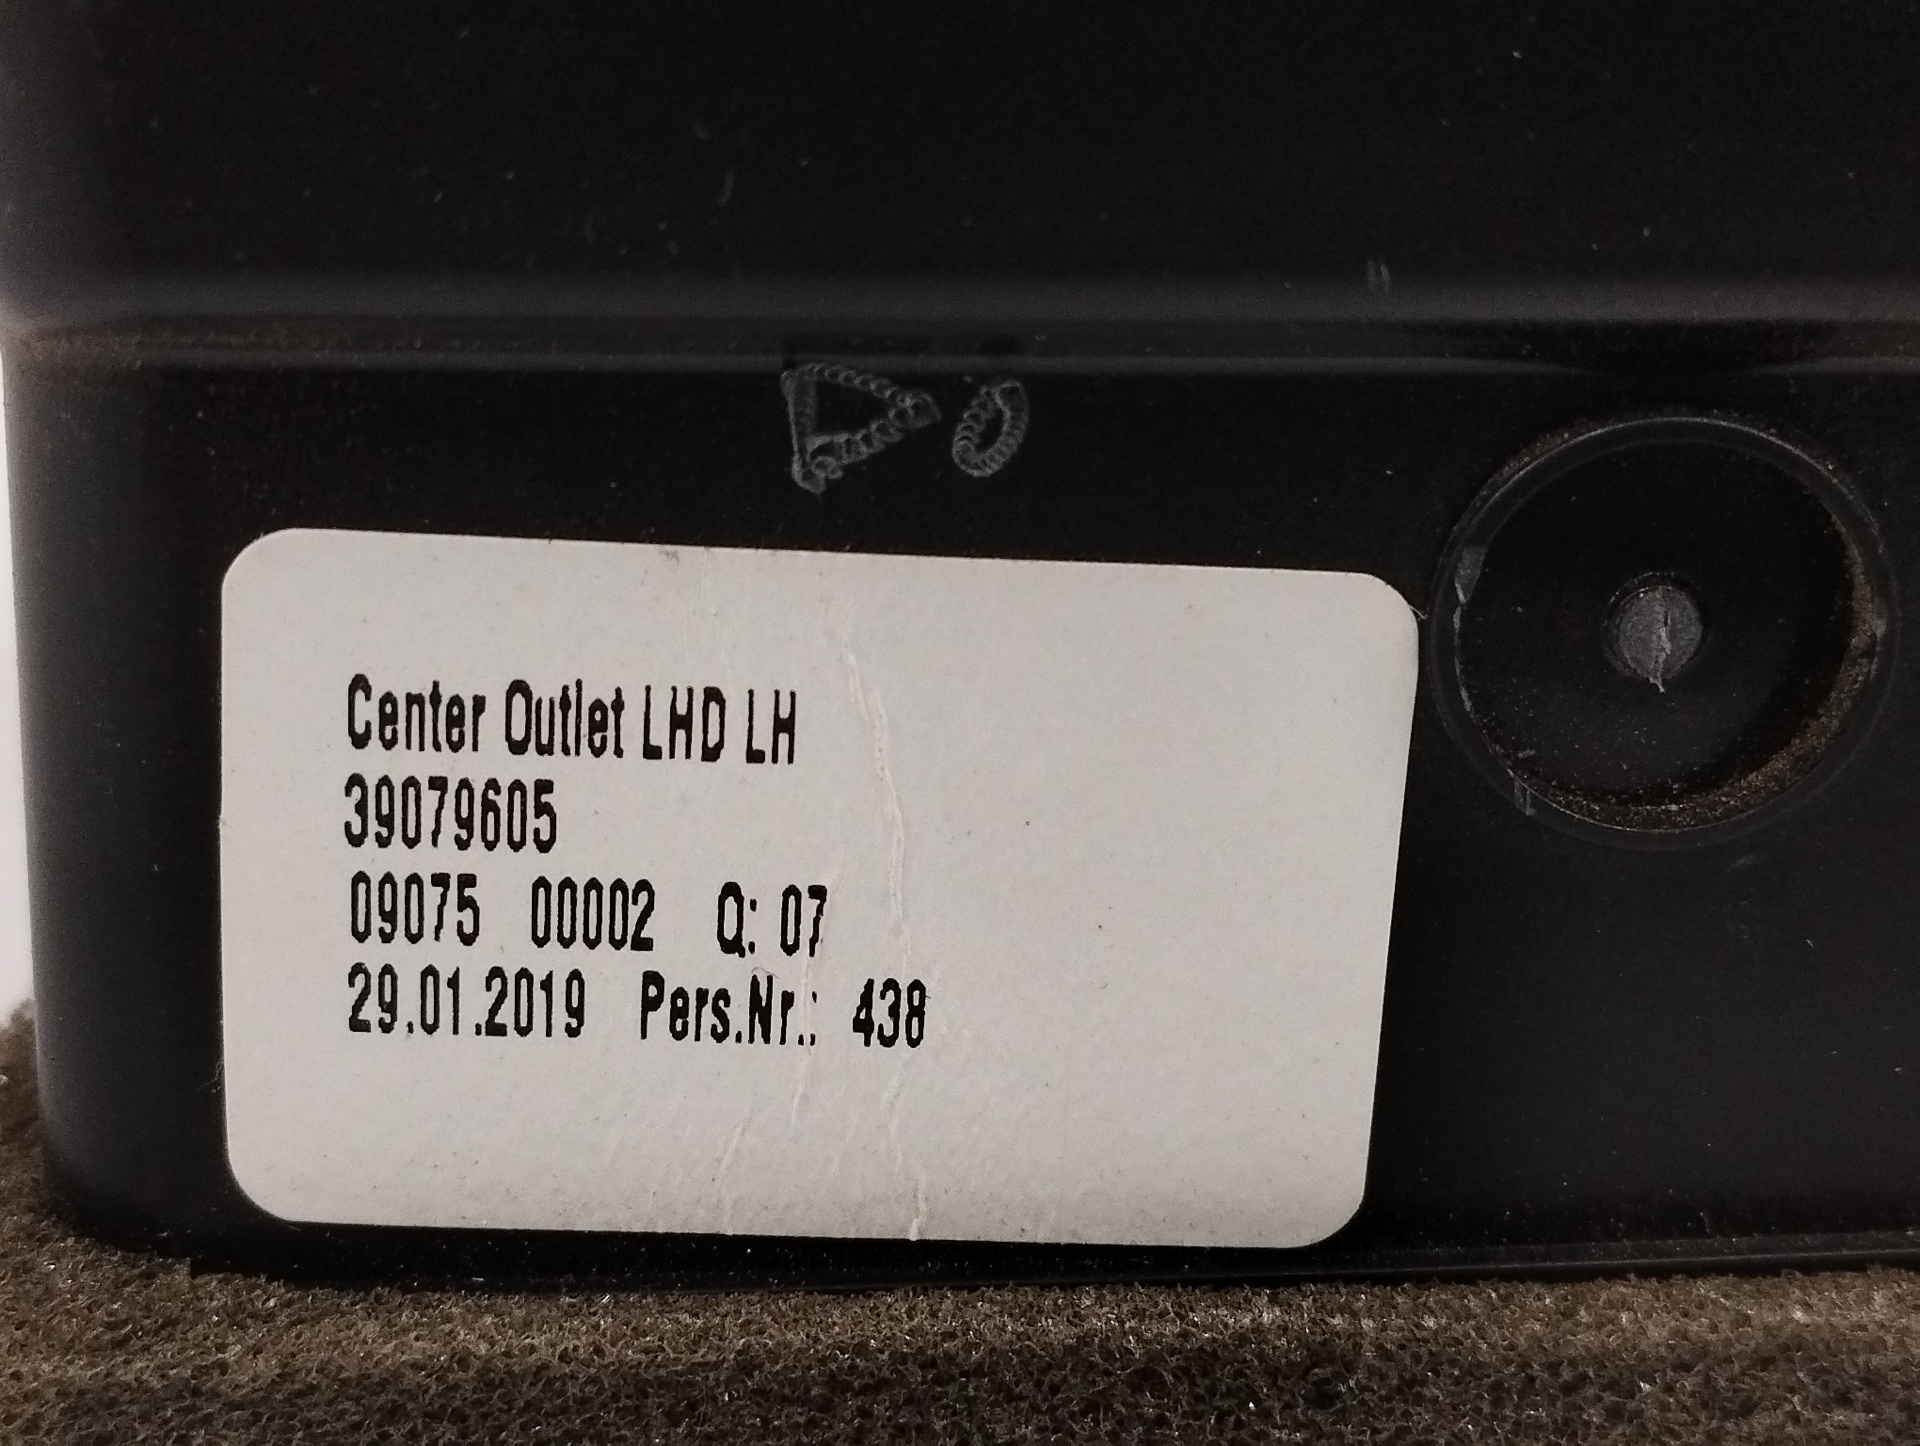 Center Outlet LHD LH
39079605
09075 00002 Q: 07
29.01.2019 Pers.Nr.: 438